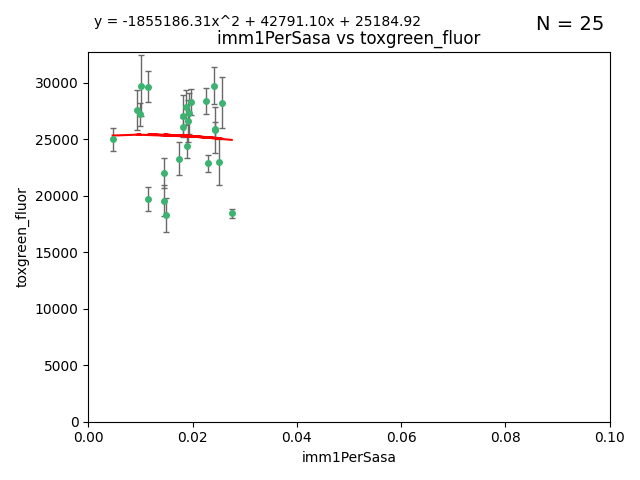 y = -1855186.31x^2 + 42791.10x + 25184.92
N = 25
imm1PerSasa vs toxgreen_fluor
30000
25000
20000
15000
10000
5000
0
toxgreen_fluor
0.00 0.02 0.04 0.06 0.08 0.10
imm1PerSasa